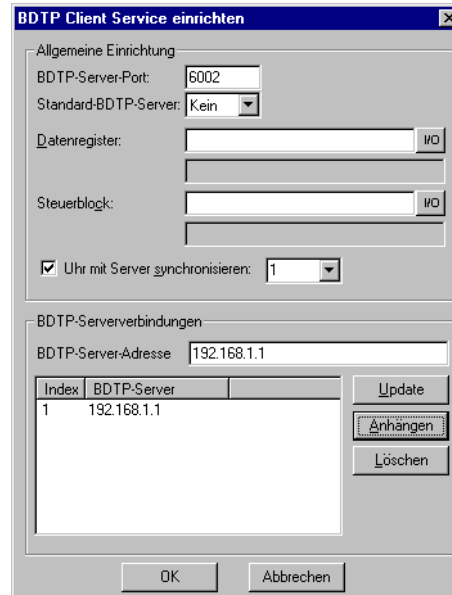 BDTP Client Service einrichten
Allgemeine Einrichtung
BDTP-Server-Port: 6002
Standard-BDTP-Server: Kein
Datenregister: I/O
Steuerblock: I/O
Uhr mit Server synchronisieren: 1
BDTP-Serververbindungen
BDTP-Server-Adresse 192.168.1.1
Index BDTP-Server
1 192.168.1.1
Update
Anhängen
Löschen
OK Abbrechen